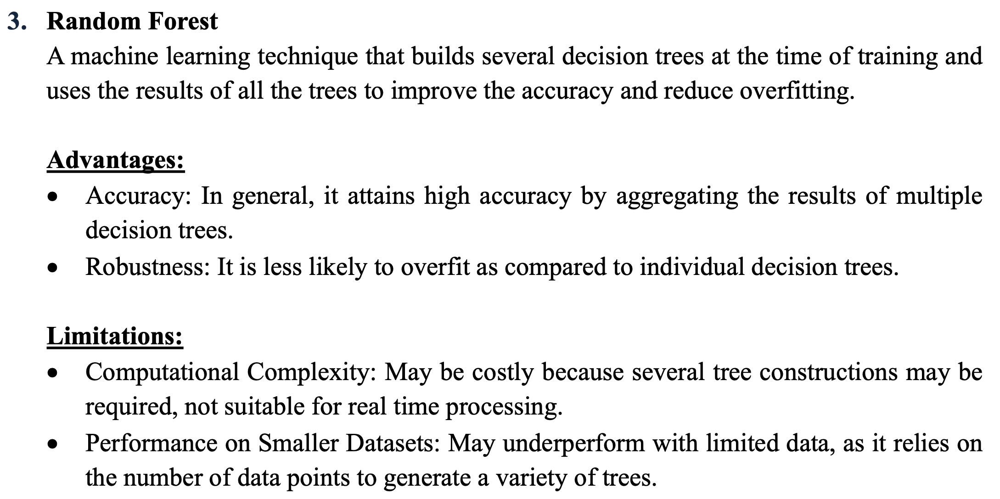 3. Random Forest
A machine learning technique that builds several decision trees at the time of training and
uses the results of all the trees to improve the accuracy and reduce overfitting.
Advantages:
• Accuracy: In general, it attains high accuracy by aggregating the results of multiple
decision trees.
• Robustness: It is less likely to overfit as compared to individual decision trees.
Limitations:
• Computational Complexity: May be costly because several tree constructions may be
required, not suitable for real time processing.
• Performance on Smaller Datasets: May underperform with limited data, as it relies on
the number of data points to generate a variety of trees.